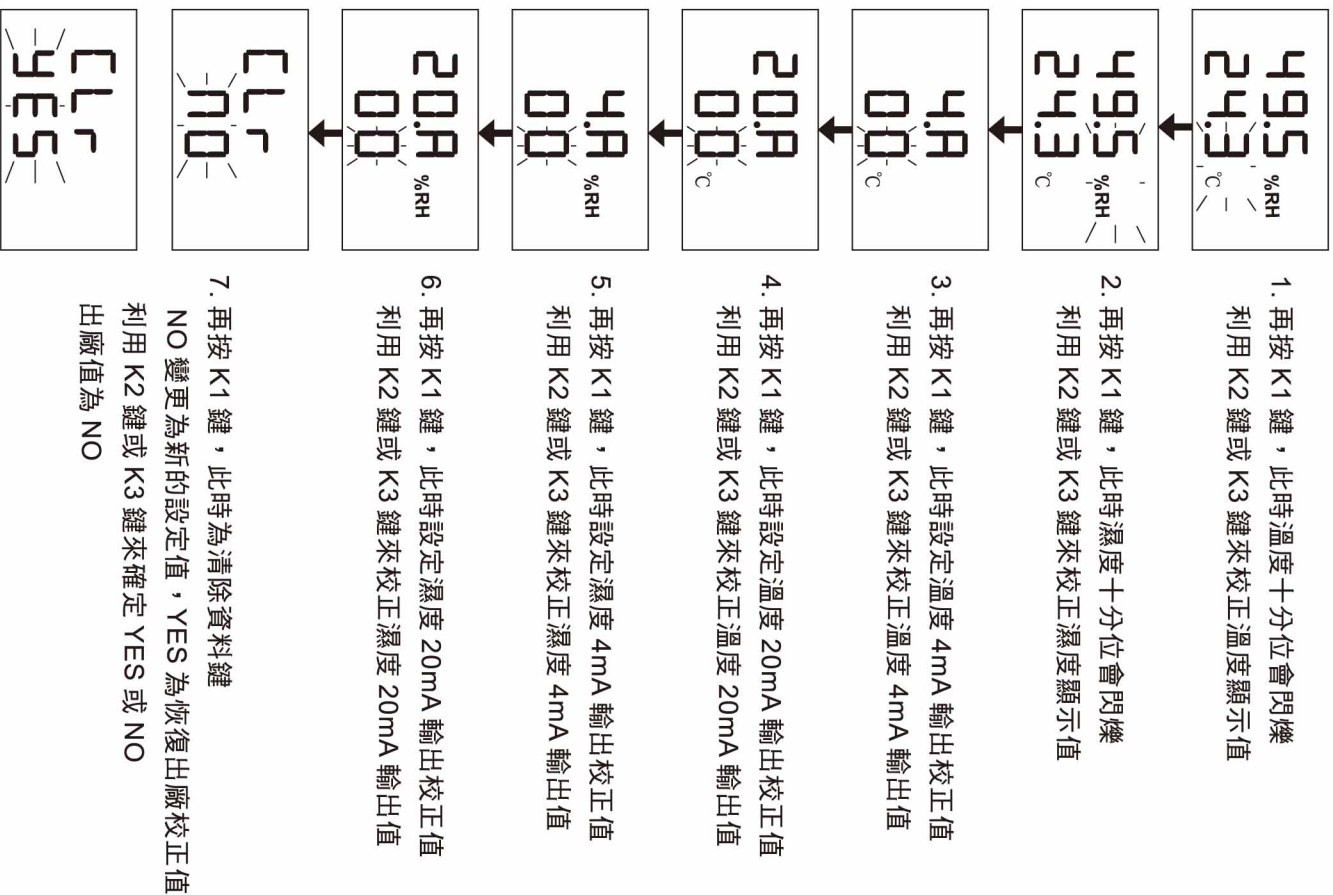 49.5 %RH
24.3 ℃
1. 再按 K1 鍵，此時溫度十分位會閃爍
利用 K2 鍵或 K3 鍵來校正溫度顯示值
49.5 %RH
24.3 ℃
2. 再按 K1 鍵，此時濕度十分位會閃爍
利用 K2 鍵或 K3 鍵來校正濕度顯示值
4.A
00 ℃
3. 再按 K1 鍵，此時設定溫度 4mA 輸出校正值
利用 K2 鍵或 K3 鍵來校正溫度 4mA 輸出值
20.A
00 ℃
4. 再按 K1 鍵，此時設定溫度 20mA 輸出校正值
利用 K2 鍵或 K3 鍵來校正溫度 20mA 輸出值
4.A %RH
00
5. 再按 K1 鍵，此時設定濕度 4mA 輸出校正值
利用 K2 鍵或 K3 鍵來校正濕度 4mA 輸出值
20.A %RH
00
6. 再按 K1 鍵，此時設定濕度 20mA 輸出校正值
利用 K2 鍵或 K3 鍵來校正濕度 20mA 輸出值
CLr
NO
7. 再按 K1 鍵，此時為清除資料鍵
NO 變更為新的設定值，YES 為恢復出廠校正值
利用 K2 鍵或 K3 鍵來確定 YES 或 NO
出廠值為 NO
CLr
YES